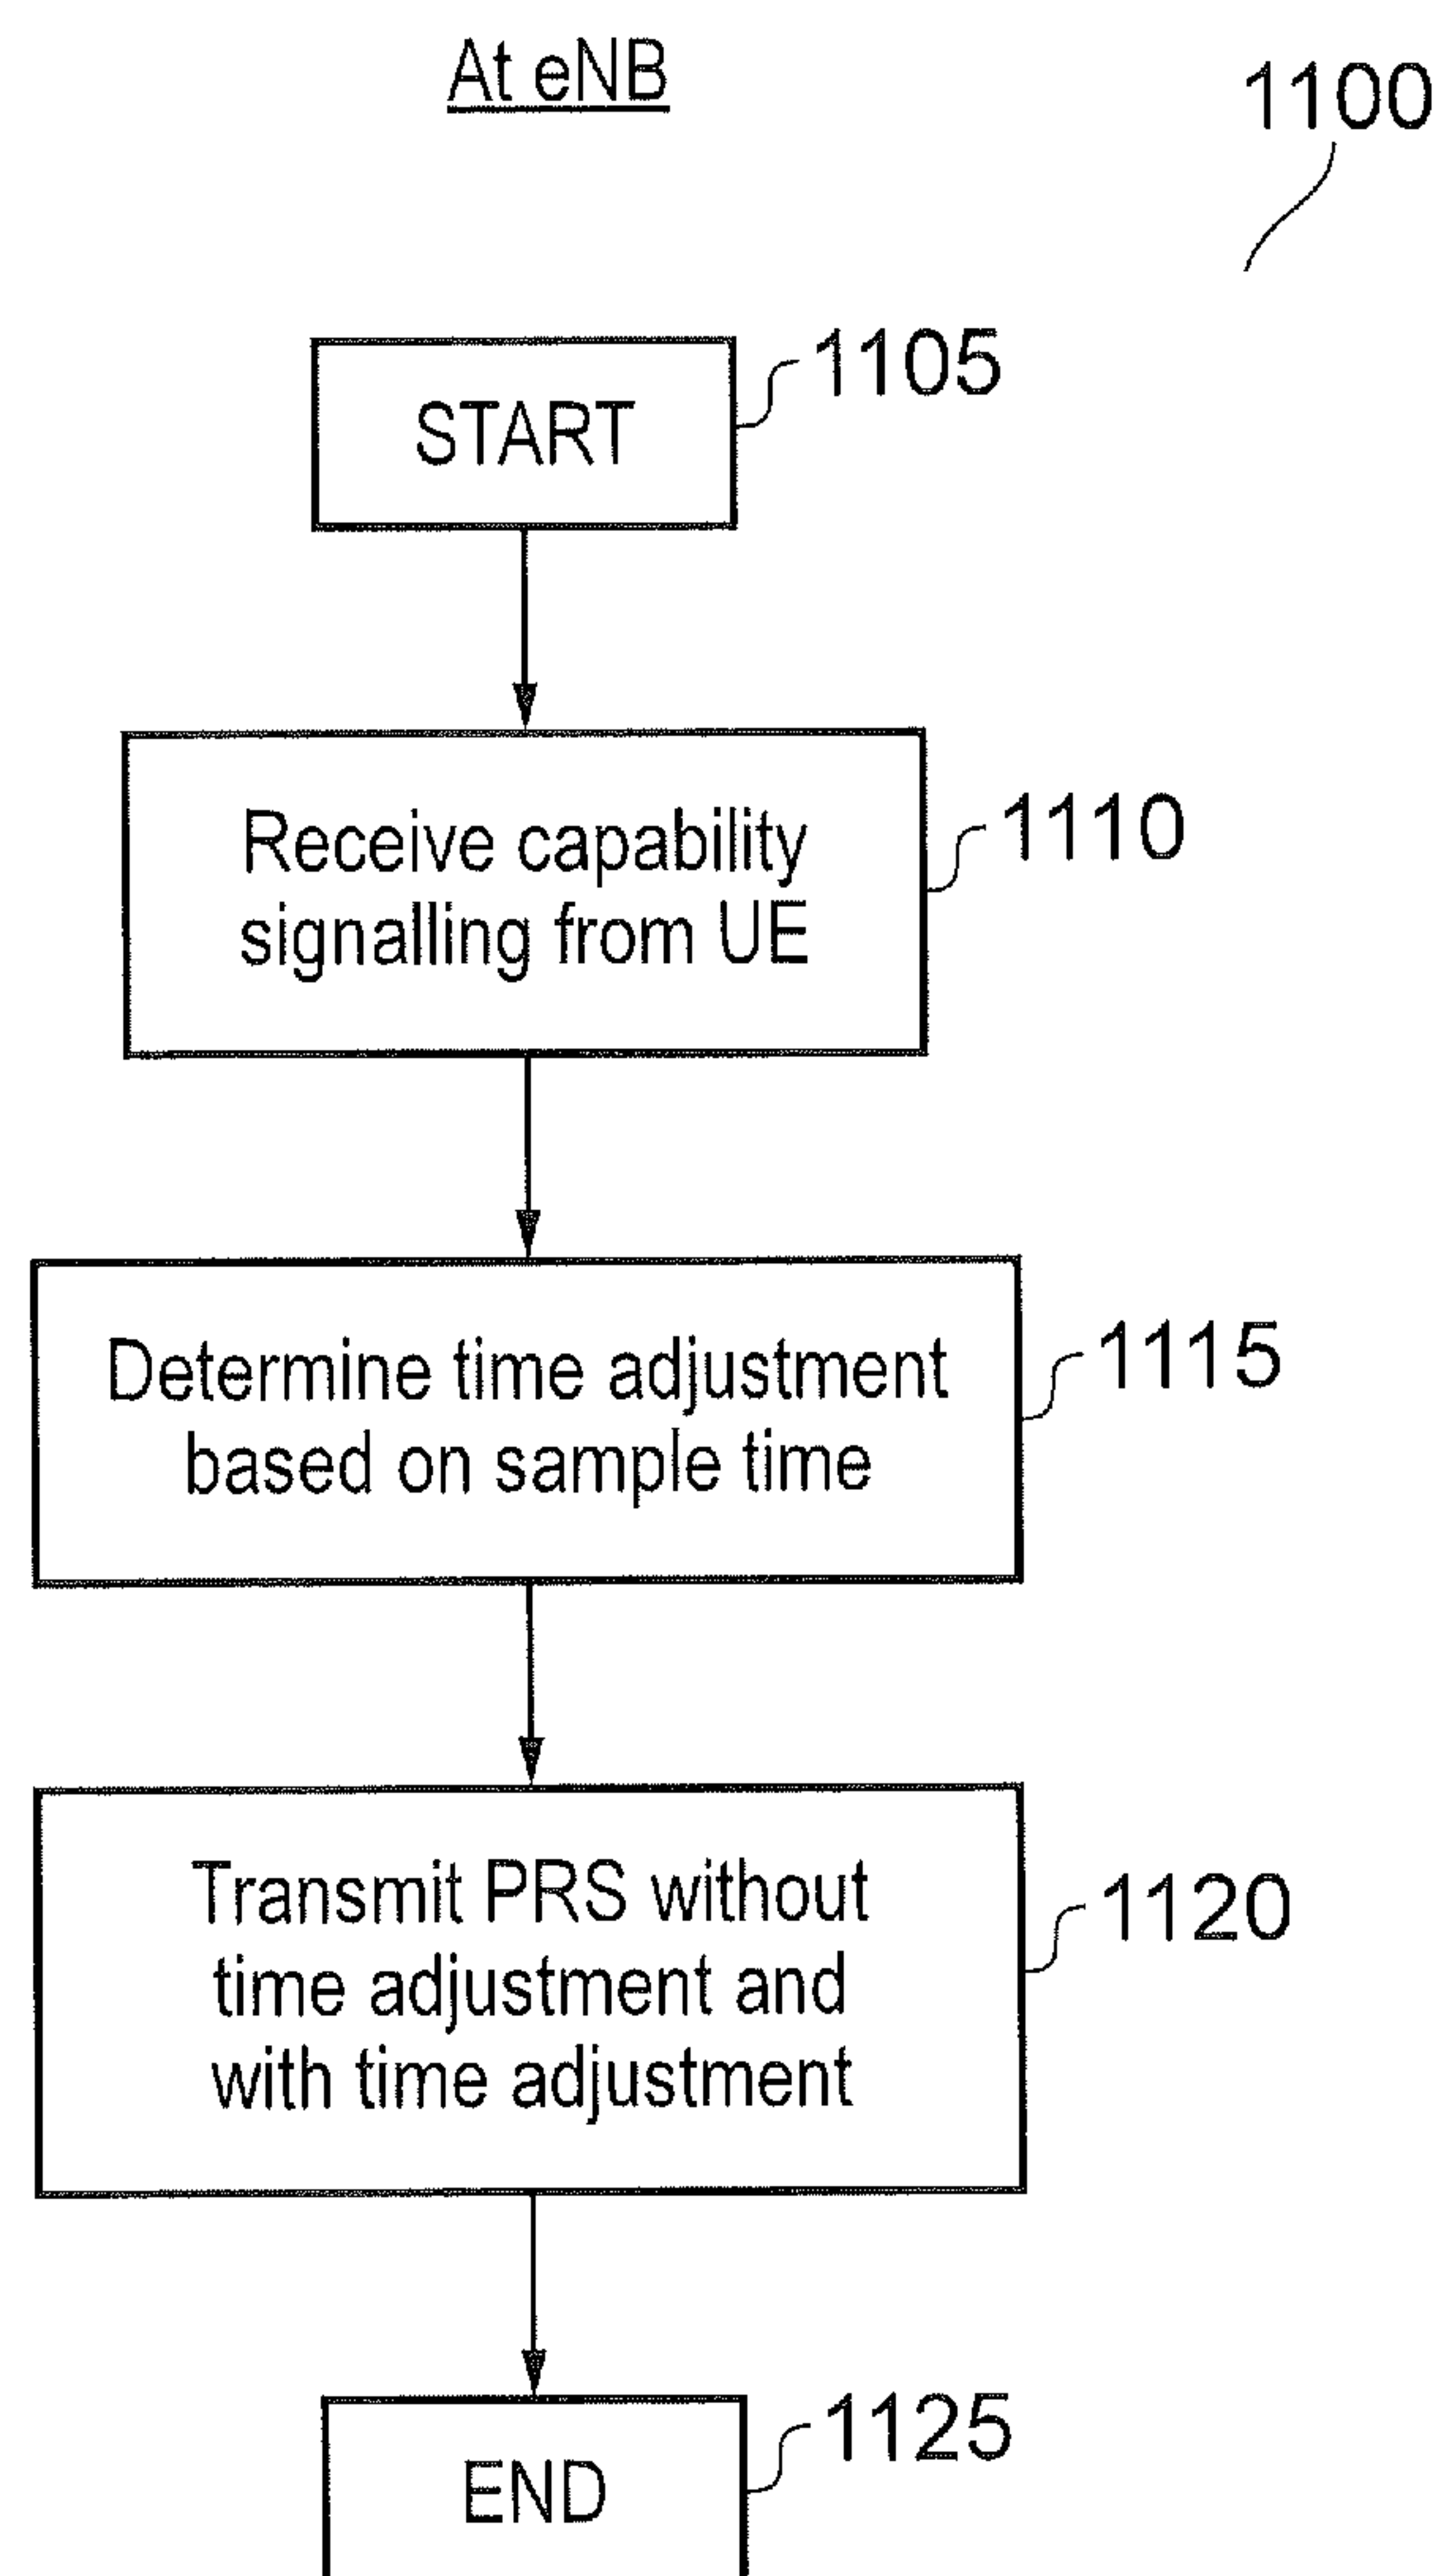 At eNB
1100
START
1105
Receive capability
signalling from UE
1110
Determine time adjustment
based on sample time
1115
Transmit PRS without
time adjustment and
with time adjustment
1120
END
1125